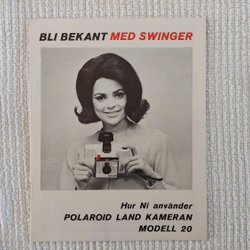 BLI BEKANT MED SWINGER
Hur Ni använder
POLAROID LAND KAMERAN
MODELL 20